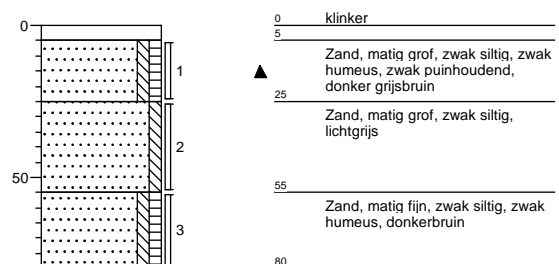 0
50
1
2
3
0 klinker
5
Zand, matig grof, zwak siltig, zwak
humeus, zwak puinhoudend,
donker grijsbruin
25
Zand, matig grof, zwak siltig,
lichtgrijs
55
Zand, matig fijn, zwak siltig, zwak
humeus, donkerbruin
80